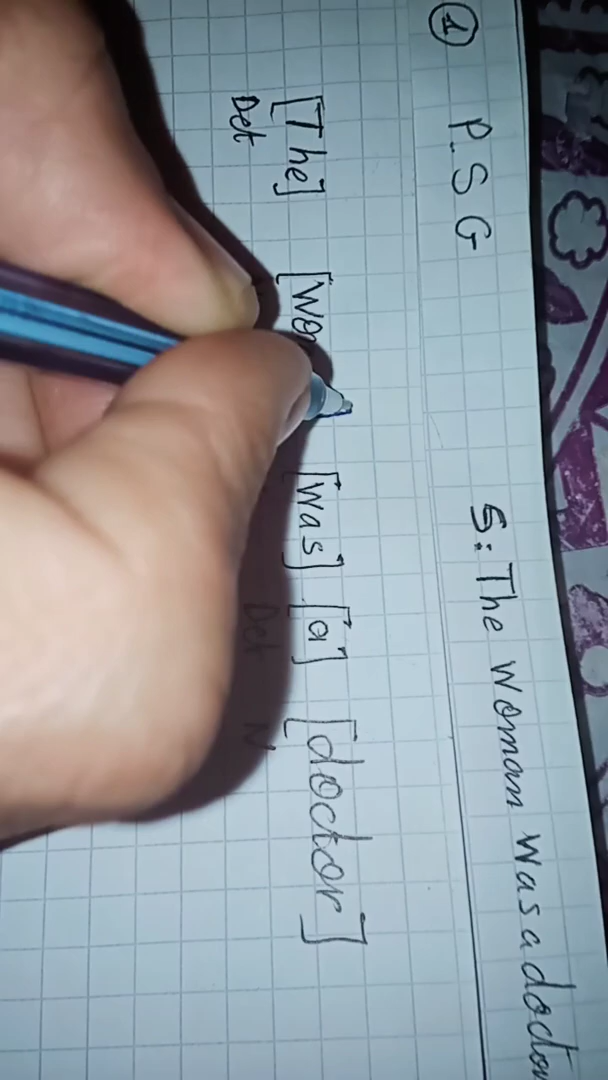 ① P.S G S: The woman was a doctor
[The] [wo [was] [a] [doctor]
Det Det N